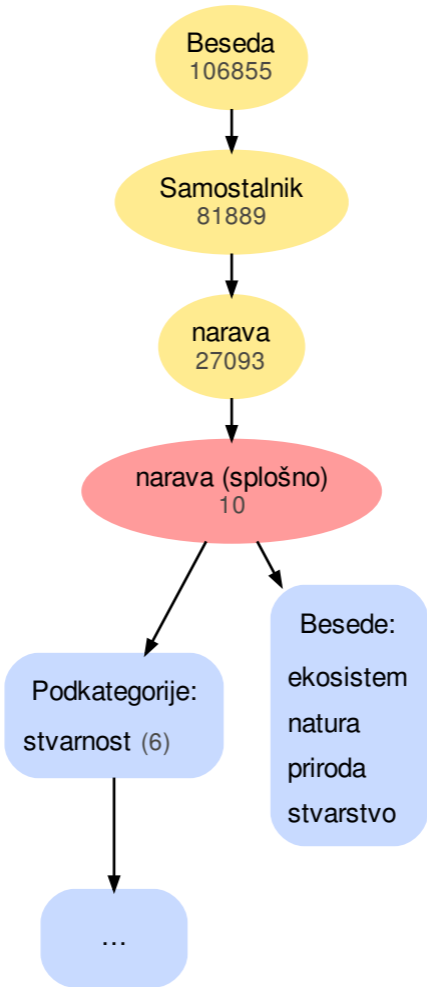 Beseda
106855
Samostalnik
81889
narava
27093
narava (splošno)
10
Podkategorije:
stvarnost (6)
...
Besede:
ekosistem
natura
priroda
stvarstvo